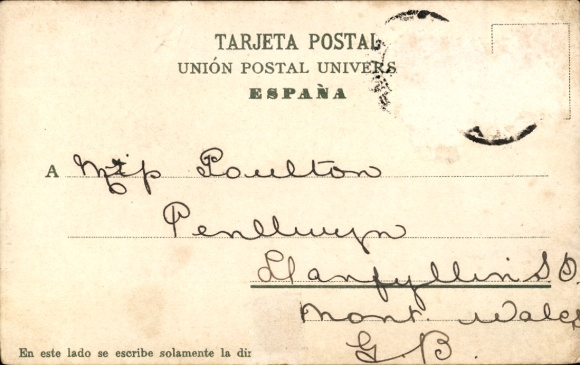 TARJETA POSTAL
UNIÓN POSTAL UNIVERS
ESPAÑA
A Poulton
Penllwyn
Llanfyllin S.O.
Mont. Wales
G.B.
En este lado se escribe solamente la dir